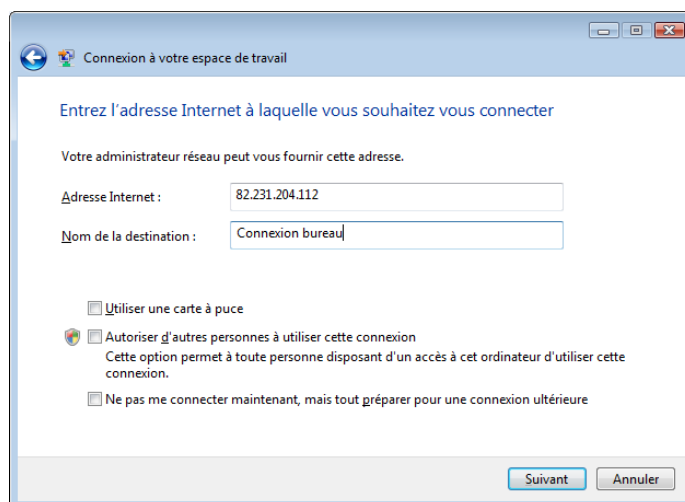 Connexion à votre espace de travail
Entrez l'adresse Internet à laquelle vous souhaitez vous connecter
Votre administrateur réseau peut vous fournir cette adresse.
Adresse Internet : 82.231.204.112
Nom de la destination : Connexion bureau
Utiliser une carte à puce
Autoriser d'autres personnes à utiliser cette connexion
Cette option permet à toute personne disposant d'un accès à cet ordinateur d'utiliser cette
connexion.
Ne pas me connecter maintenant, mais tout préparer pour une connexion ultérieure
Suivant Annuler